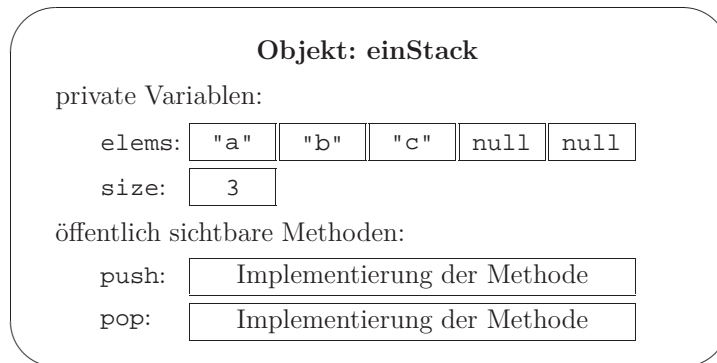 Objekt: einStack
private Variablen:
elems: "a" "b" "c" null null
size: 3
öffentlich sichtbare Methoden:
push: Implementierung der Methode
pop: Implementierung der Methode